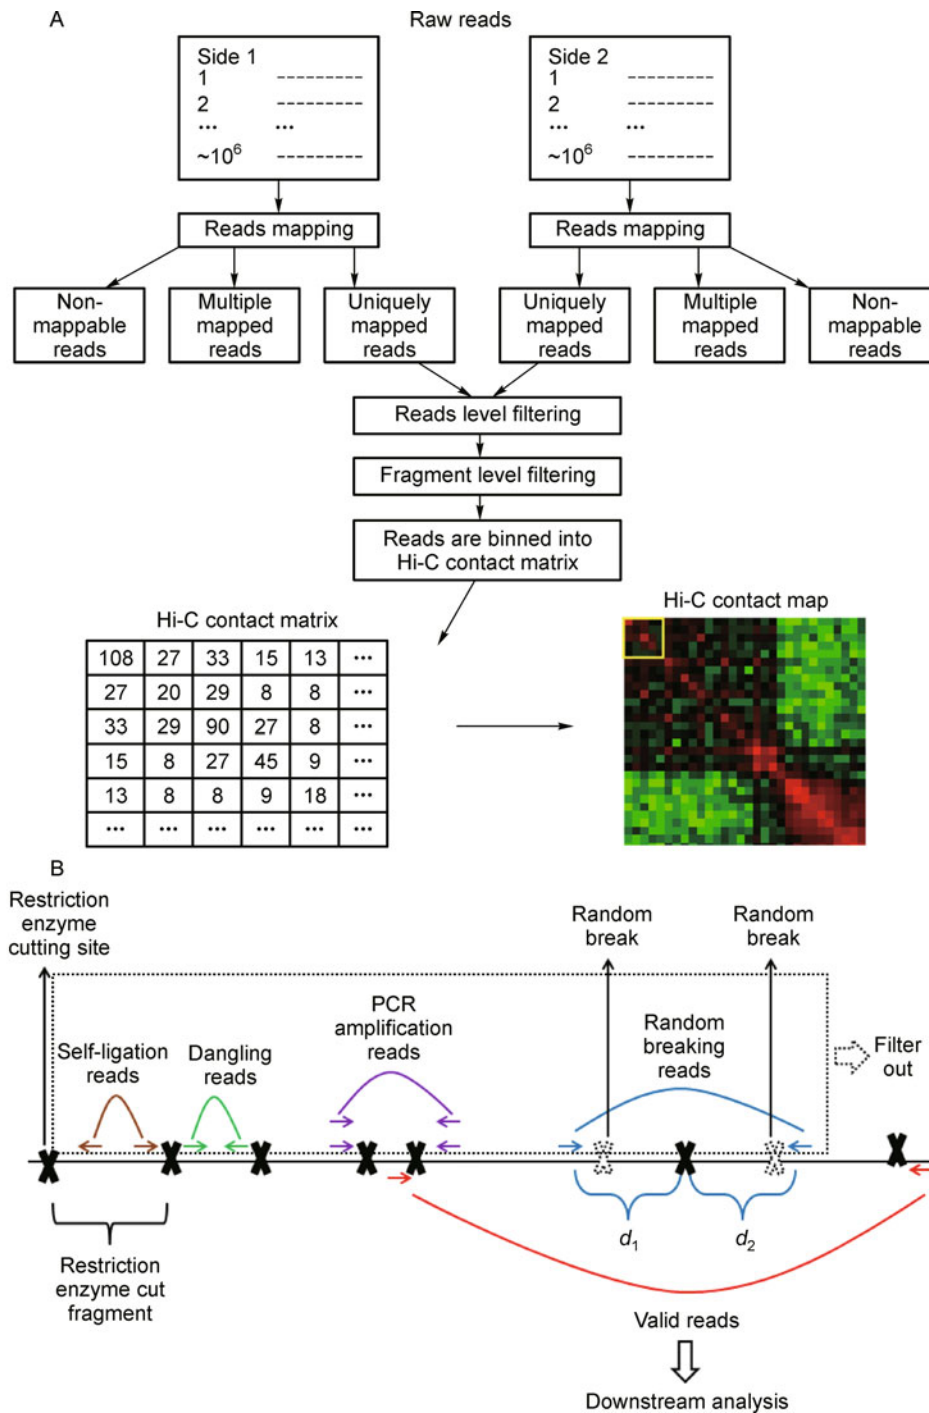 A
Raw reads
Side 1
1 ---------
2 ---------
... ...
~10⁶ ---------
Side 2
1 ---------
2 ---------
... ...
~10⁶ ---------
Reads mapping
Reads mapping
Non-
mappable
reads
Multiple
mapped
reads
Uniquely
mapped
reads
Uniquely
mapped
reads
Multiple
mapped
reads
Non-
mappable
reads
Reads level filtering
Fragment level filtering
Reads are binned into
Hi-C contact matrix
Hi-C contact matrix
108 27 33 15 13 ...
27 20 29 8 8 ...
33 29 90 27 8 ...
15 8 27 45 9 ...
13 8 8 9 18 ...
... ... ... ... ... ...
Hi-C contact map
B
Restriction
enzyme
cutting site
Random
break
Random
break
Self-ligation
reads
Dangling
reads
PCR
amplification
reads
Random
breaking
reads
Filter
out
d₁
d₂
Restriction
enzyme cut
fragment
Valid reads
Downstream analysis